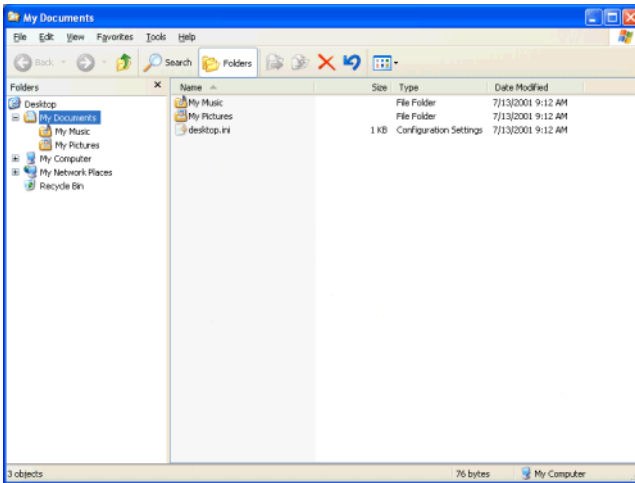 My Documents
File Edit View Favorites Tools Help
Back Search Folders
Folders
Name Size Type Date Modified
Desktop
My Documents
My Music
My Pictures
My Computer
My Network Places
Recycle Bin
My Music File Folder 7/13/2001 9:12 AM
My Pictures File Folder 7/13/2001 9:12 AM
desktop.ini 1 KB Configuration Settings 7/13/2001 9:12 AM
3 objects 76 bytes My Computer